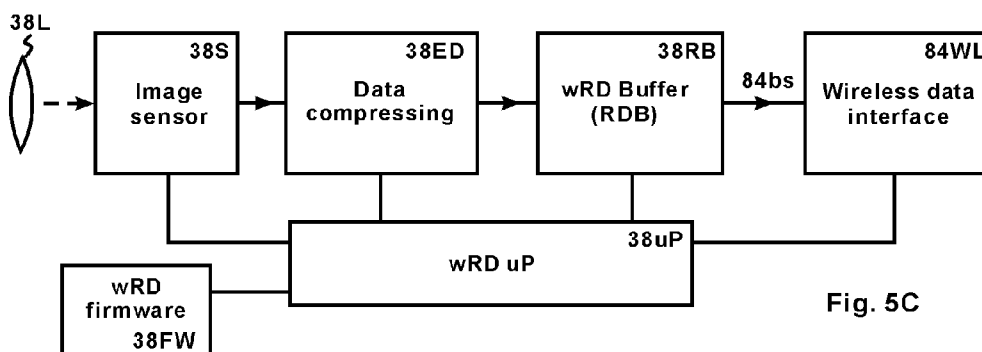 38L
38S
Image
sensor
38ED
Data
compressing
38RB
wRD Buffer
(RDB)
84bs
84WL
Wireless data
interface
38uP
wRD uP
wRD
firmware
38FW
Fig. 5C